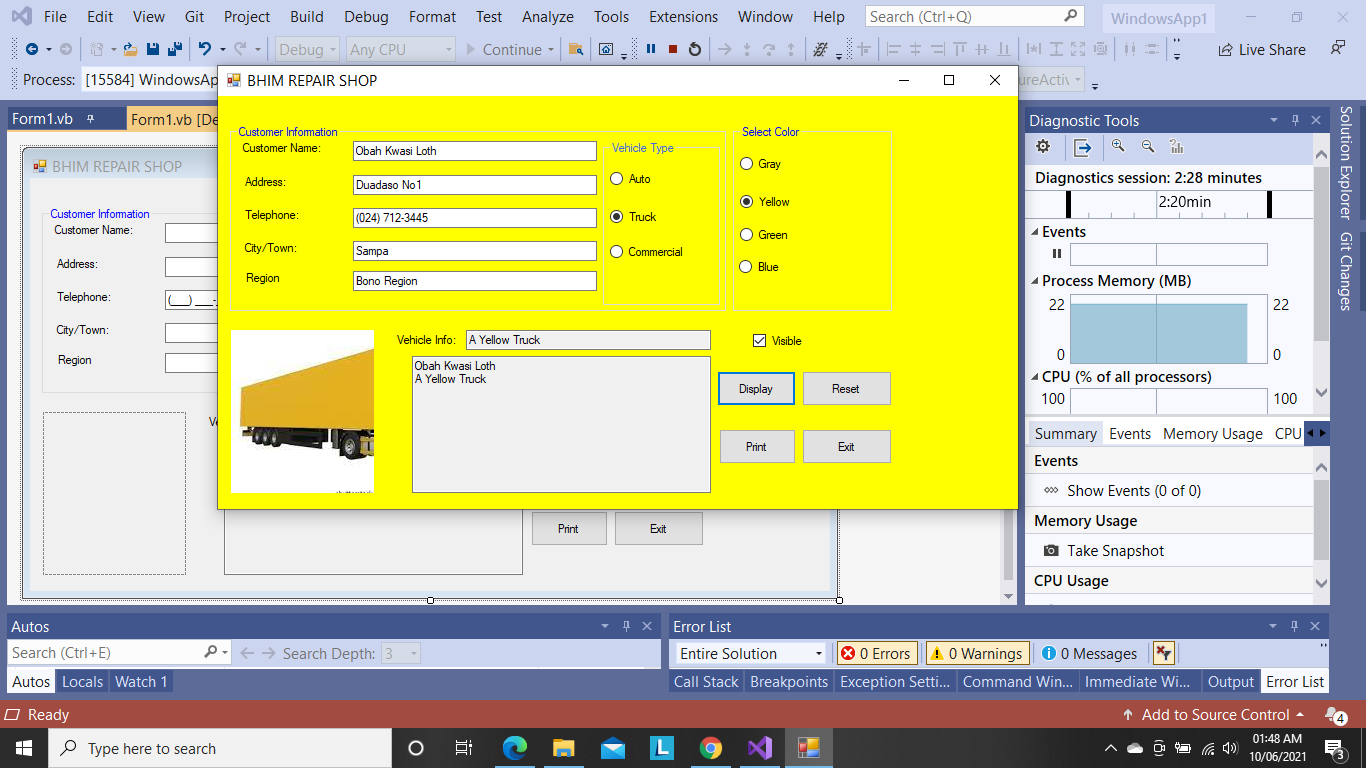 File Edit View Git Project Build Debug Format Test Analyze Tools Extensions Window Help Search (Ctrl+Q) WindowsApp1
Debug Any CPU Continue Live Share
Process: [15584] WindowsAp
BHIM REPAIR SHOP
Form1.vb Form1.vb [De
BHIM REPAIR SHOP
Customer Information
Customer Name:
Address:
Telephone: (___) ___-
City/Town:
Region
Print Exit
Customer Information
Customer Name: Obah Kwasi Loth
Address: Duadaso No1
Telephone: (024) 712-3445
City/Town: Sampa
Region Bono Region
Vehicle Type
Auto
Truck
Commercial
Select Color
Gray
Yellow
Green
Blue
Vehicle Info: A Yellow Truck
Visible
Obah Kwasi Loth
A Yellow Truck
Display Reset
Print Exit
Diagnostic Tools
Diagnostics session: 2:28 minutes
2:20min
Events
Process Memory (MB)
22 22
0 0
CPU (% of all processors)
100 100
Summary Events Memory Usage CPU
Events
Show Events (0 of 0)
Memory Usage
Take Snapshot
CPU Usage
Solution Explorer
Git Changes
Autos
Search (Ctrl+E) Search Depth: 3
Autos Locals Watch 1
Error List
Entire Solution 0 Errors 0 Warnings 0 Messages
Call Stack Breakpoints Exception Setti... Command Win... Immediate Wi... Output Error List
Ready Add to Source Control 4
Type here to search
01:48 AM
10/06/2021
3